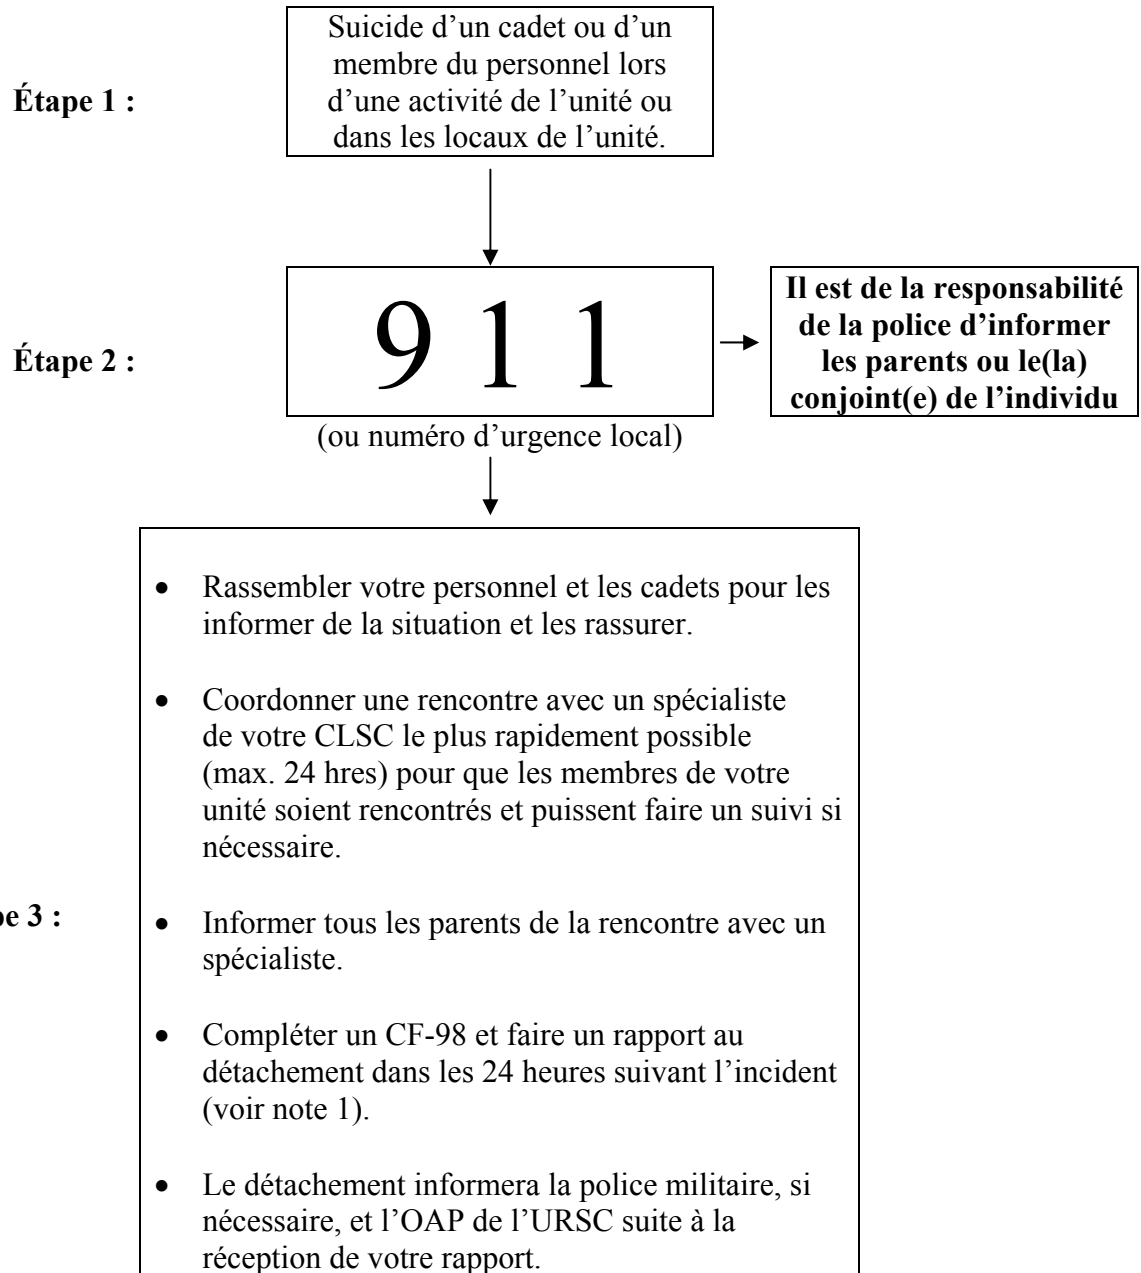 Suicide d’un cadet ou d’un
membre du personnel lors
d’une activité de l’unité ou
dans les locaux de l’unité.
Étape 1 :
Étape 2 :
9 1 1
(ou numéro d’urgence local)
Il est de la responsabilité
de la police d’informer
les parents ou le(la)
conjoint(e) de l’individu
• Rassembler votre personnel et les cadets pour les
informer de la situation et les rassurer.
• Coordonner une rencontre avec un spécialiste
de votre CLSC le plus rapidement possible
(max. 24 hres) pour que les membres de votre
unité soient rencontrés et puissent faire un suivi si
nécessaire.
pe 3 :
• Informer tous les parents de la rencontre avec un
spécialiste.
• Compléter un CF-98 et faire un rapport au
détachement dans les 24 heures suivant l’incident
(voir note 1).
• Le détachement informera la police militaire, si
nécessaire, et l’OAP de l’URSC suite à la
réception de votre rapport.